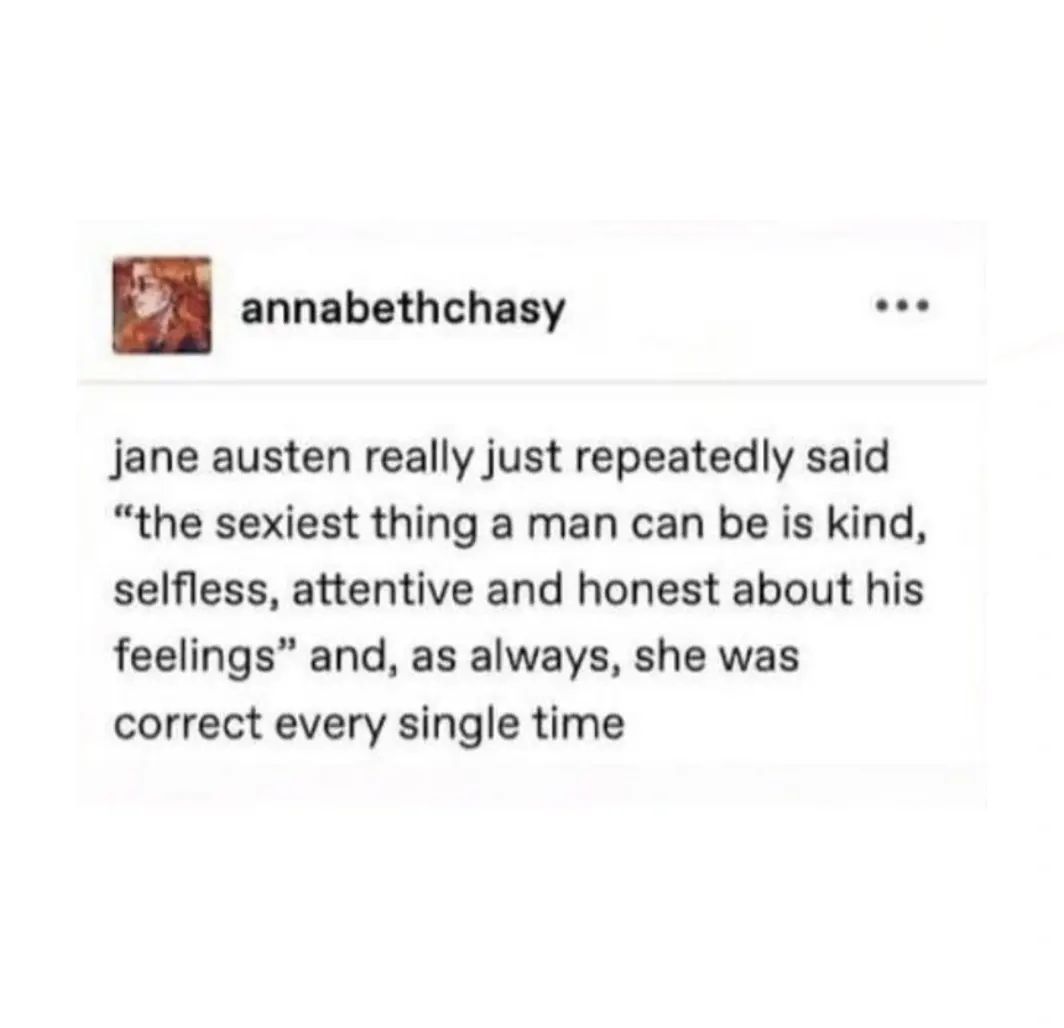 annabethchasy
jane austen really just repeatedly said
“the sexiest thing a man can be is kind,
selfless, attentive and honest about his
feelings” and, as always, she was
correct every single time